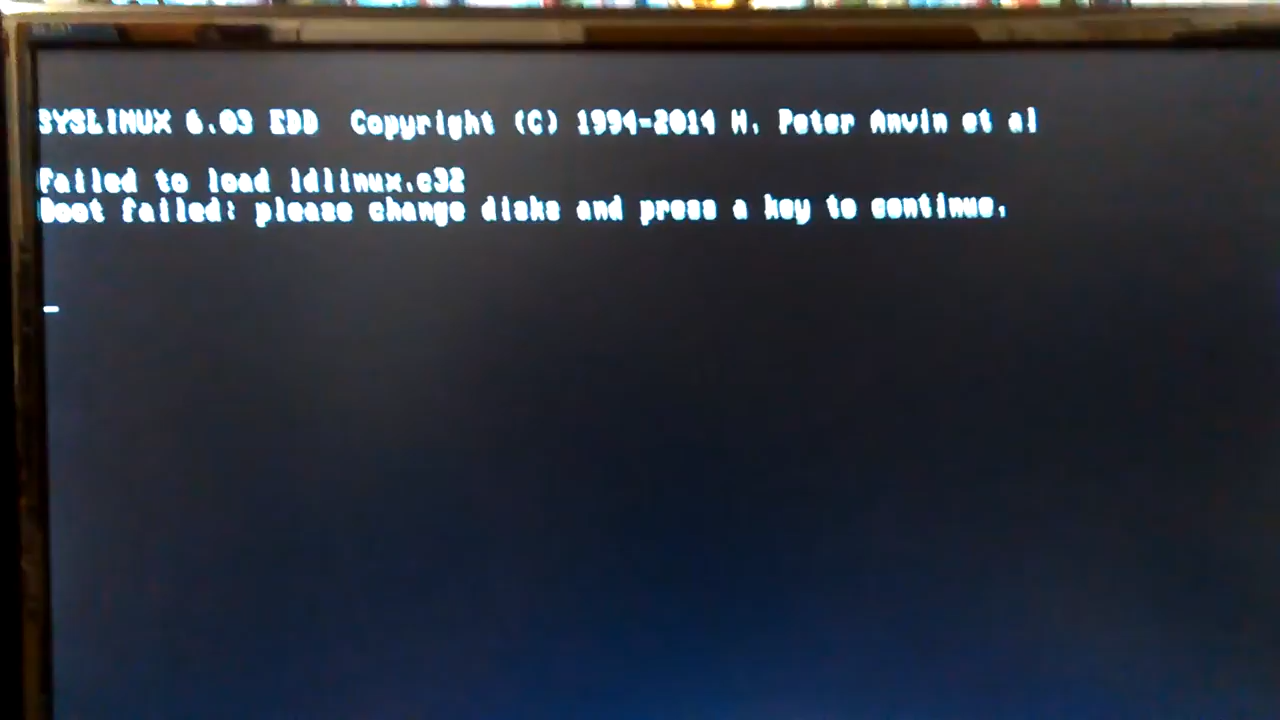 SYSLINUX 6.03 EDD Copyright (C) 1994-2014 H. Peter Anvin et al
Failed to load ldlinux.c32
Boot failed: please change disks and press a key to continue.